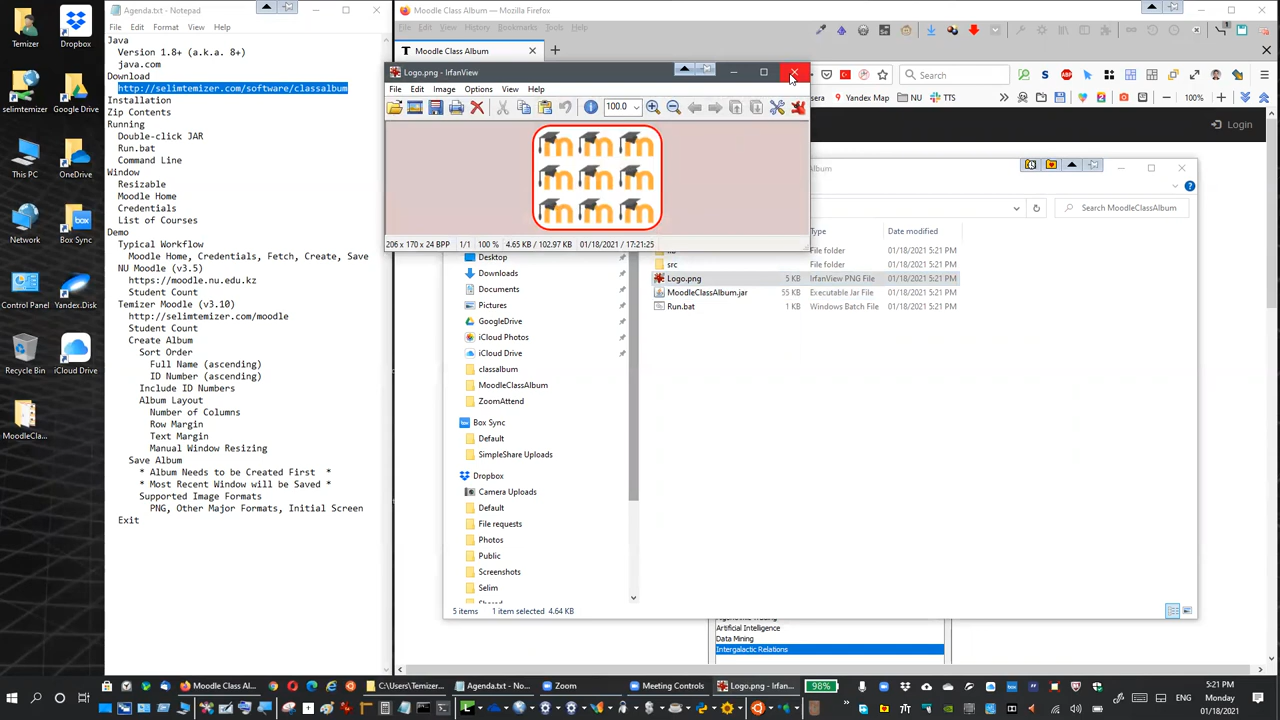 Temizer
Dropbox
selimtemizer
Google Drive
This PC
OneDrive
Network
Box Sync
Control Panel
Yandex.Disk
Recycle Bin
iCloud Drive
MoodleCla...
Agenda.txt - Notepad
File Edit Format View Help
Java
Version 1.8+ (a.k.a. 8+)
java.com
Download
http://selimtemizer.com/software/classalbum
Installation
Zip Contents
Running
Double-click JAR
Run.bat
Command Line
Window
Resizable
Moodle Home
Credentials
List of Courses
Demo
Typical Workflow
Moodle Home, Credentials, Fetch, Create, Save
NU Moodle (v3.5)
https://moodle.nu.edu.kz
Student Count
Temizer Moodle (v3.10)
http://selimtemizer.com/moodle
Student Count
Create Album
Sort Order
Full Name (ascending)
ID Number (ascending)
Include ID Numbers
Album Layout
Number of Columns
Row Margin
Text Margin
Manual Window Resizing
Save Album
* Album Needs to be Created First *
* Most Recent Window will be Saved *
Supported Image Formats
PNG, Other Major Formats, Initial Screen
Exit
Moodle Class Album — Mozilla Firefox
File Edit View History Bookmarks Tools Help
Moodle Class Album
Search
Yandex Map NU TTS 100%
Login
Logo.png - IrfanView
File Edit Image Options View Help
100.0
206 x 170 x 24 BPP 1/1 100 % 4.65 KB / 102.97 KB 01/18/2021 / 17:21:25
Album
Search MoodleClassAlbum
Type Date modified
File folder 01/18/2021 5:21 PM
src File folder 01/18/2021 5:21 PM
Logo.png 5 KB IrfanView PNG File 01/18/2021 5:21 PM
MoodleClassAlbum.jar 55 KB Executable Jar File 01/18/2021 5:21 PM
Run.bat 1 KB Windows Batch File 01/18/2021 5:21 PM
Desktop
Downloads
Documents
Pictures
GoogleDrive
iCloud Photos
iCloud Drive
classalbum
MoodleClassAlbum
ZoomAttend
Box Sync
Default
SimpleShare Uploads
Dropbox
Camera Uploads
Default
File requests
Photos
Public
Screenshots
Selim
5 items 1 item selected 4.64 KB
Artificial Intelligence
Data Mining
Intergalactic Relations
Moodle Class Al... C:\Users\Temizer... Agenda.txt - No... Zoom Meeting Controls Logo.png - Irfan... 98% 5:21 PM
ENG Monday
01/18/2021